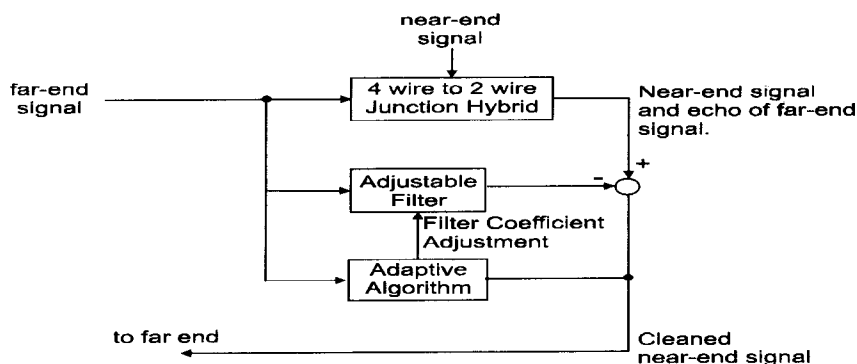 near-end
signal
far-end
signal
4 wire to 2 wire
Junction Hybrid
Near-end signal
and echo of far-end
signal.
+
-
Adjustable
Filter
Filter Coefficient
Adjustment
Adaptive
Algorithm
to far end
Cleaned
near-end signal